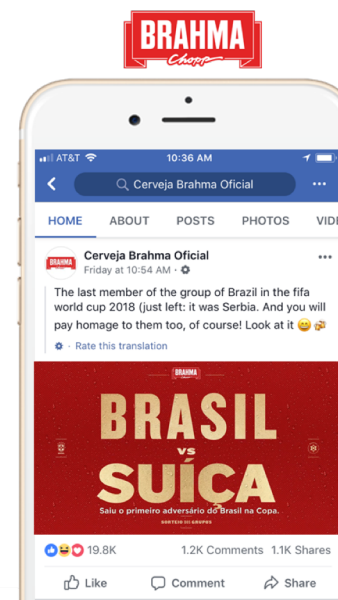 BRAHMA
Chopp
AT&T 10:36 AM
Cerveja Brahma Oficial
HOME ABOUT POSTS PHOTOS VID
BRAHMA
Cerveja Brahma Oficial
Friday at 10:54 AM
The last member of the group of Brazil in the fifa
world cup 2018 (just left: it was Serbia. And you will
pay homage to them too, of course! Look at it
Rate this translation
BRAHMA
BRASIL
VS
SUÍÇA
Saiu o primeiro adversário do Brasil na Copa.
SORTEIO DOS GRUPOS
19.8K 1.2K Comments 1.1K Shares
Like Comment Share